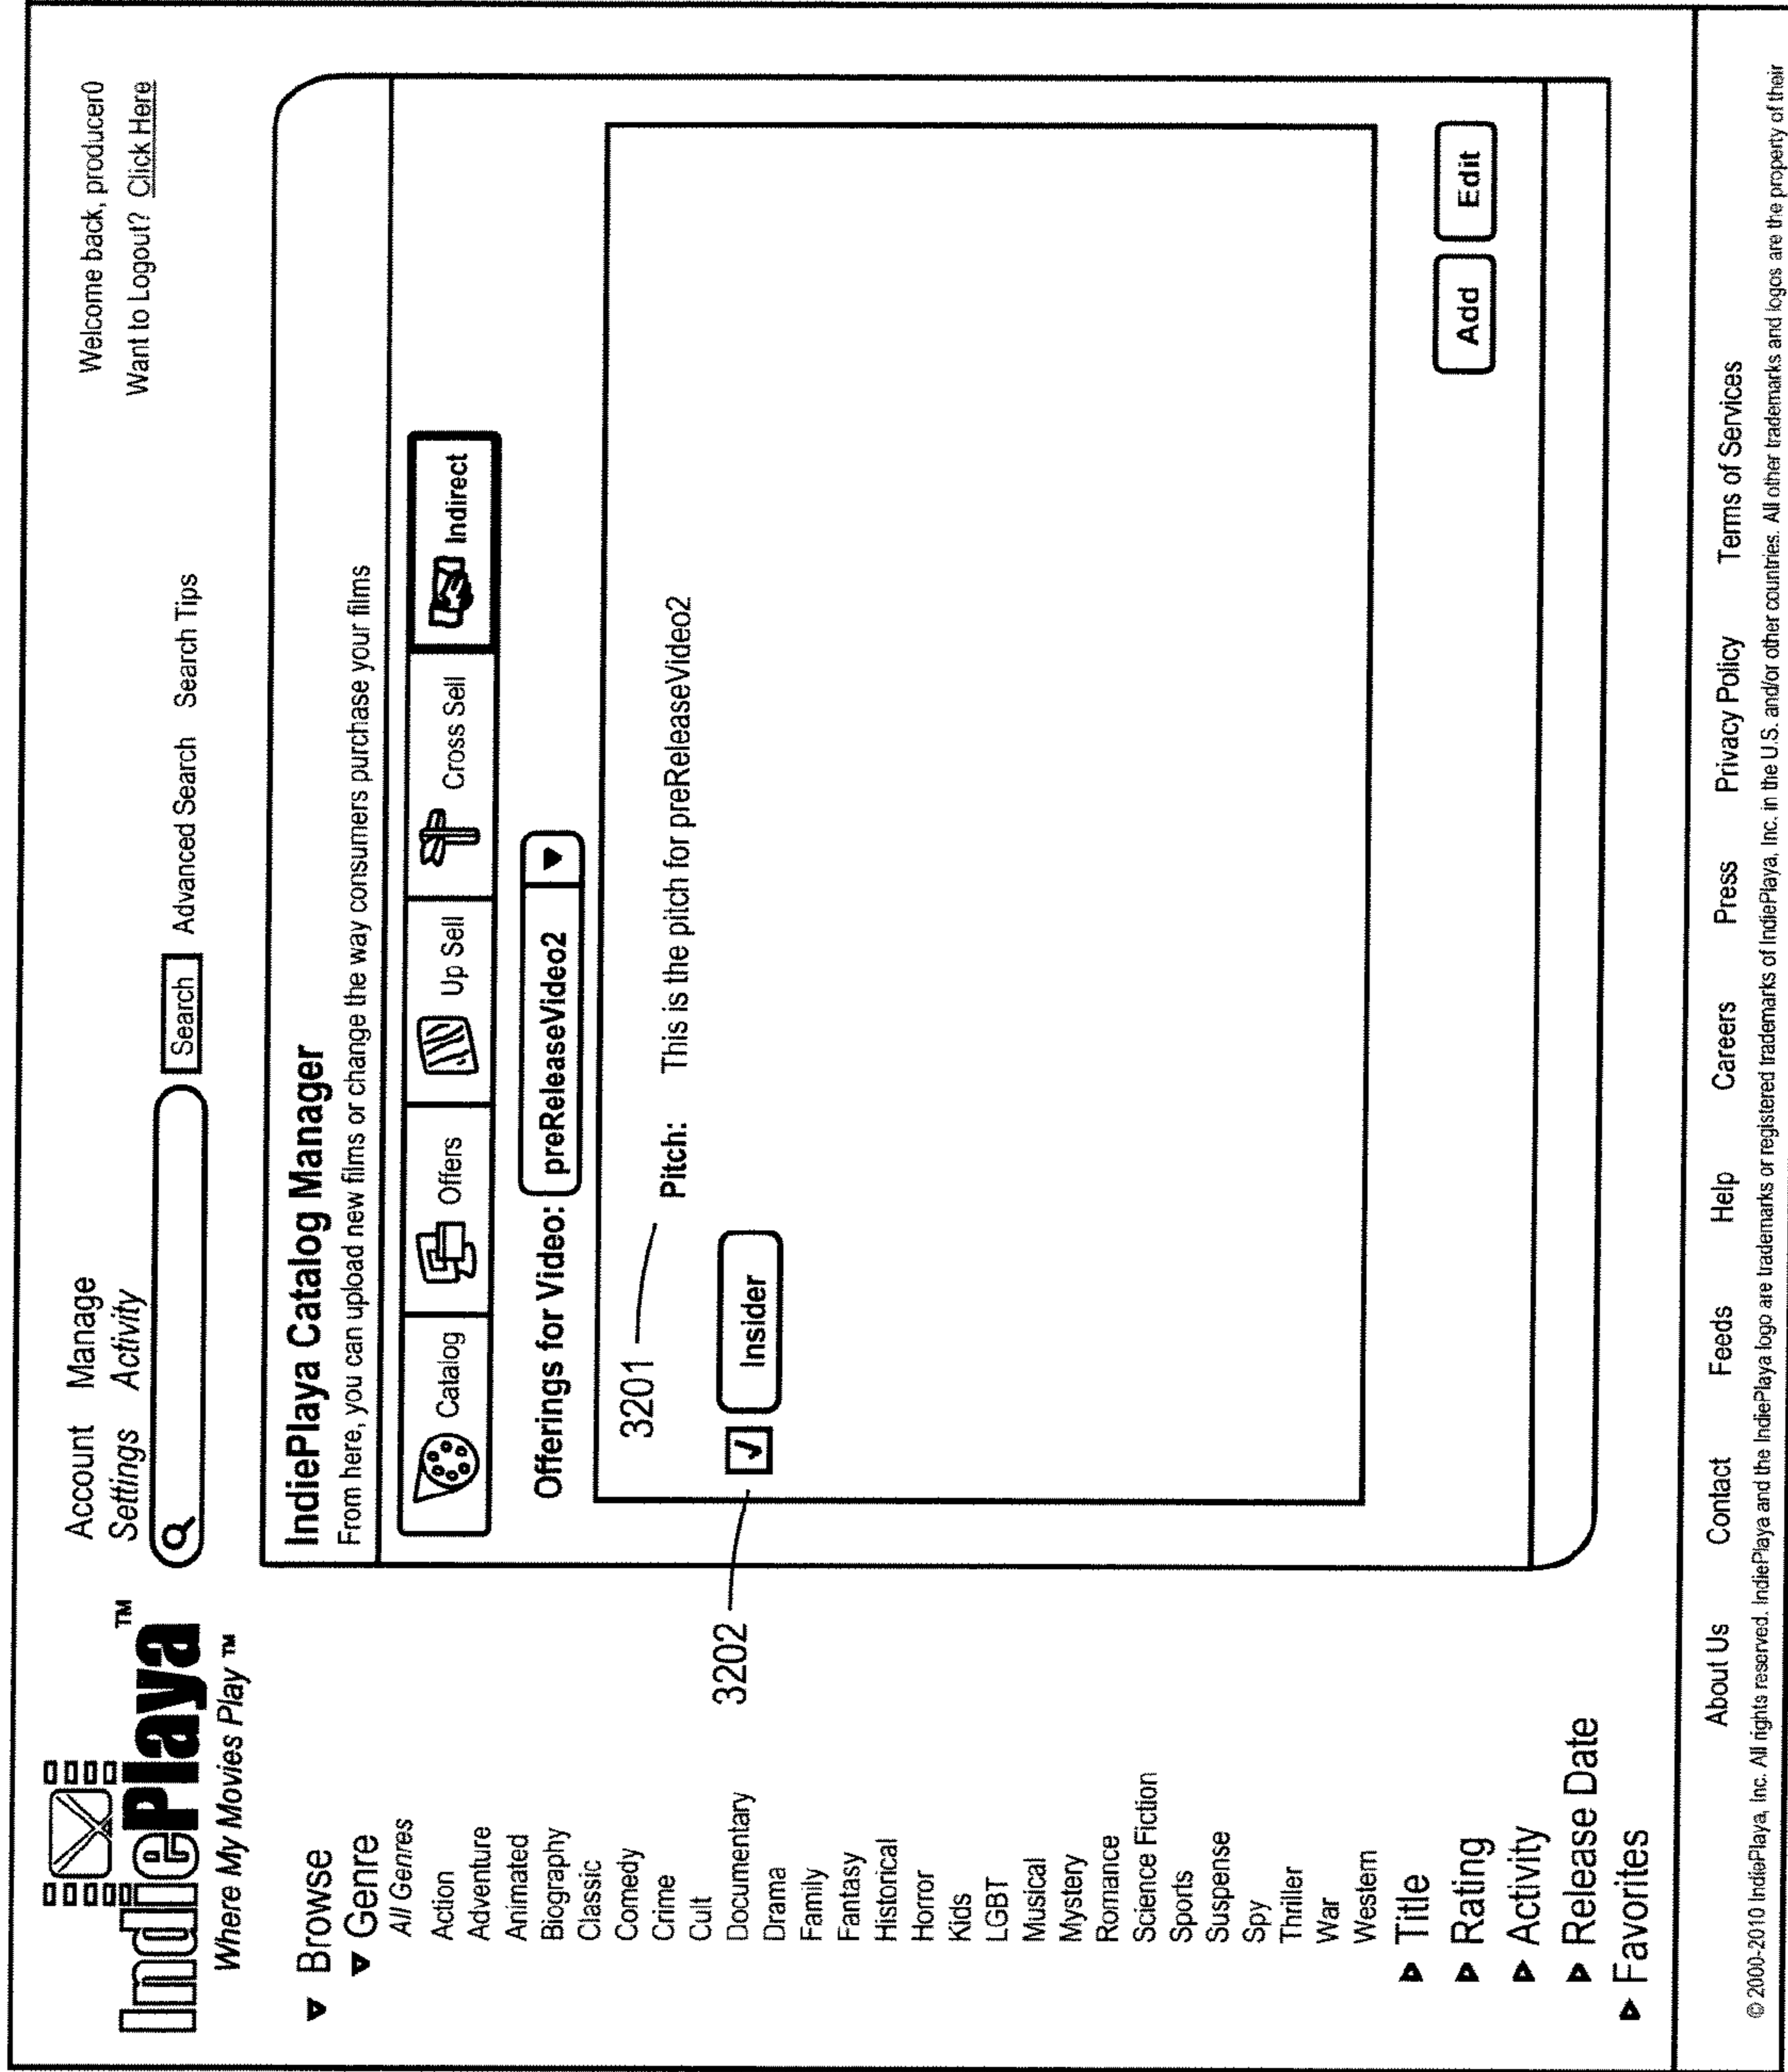 IndiePlaya™
Where My Movies Play ™
Account Manage
Settings Activity
Search Advanced Search Search Tips
Welcome back, producer0
Want to Logout? Click Here
Browse
Genre
All Genres
Action
Adventure
Animated
Biography
Classic
Comedy
Crime
Cult
Documentary
Drama
Family
Fantasy
Historical
Horror
Kids
LGBT
Musical
Mystery
Romance
Science Fiction
Sports
Suspense
Spy
Thriller
War
Western
Title
Rating
Activity
Release Date
Favorites
IndiePlaya Catalog Manager
From here, you can upload new films or change the way consumers purchase your films
Catalog Offers Up Sell Cross Sell Indirect
Offerings for Video: preReleaseVideo2
3201
Pitch: This is the pitch for preReleaseVideo2
3202
Insider
Add Edit
About Us Contact Feeds Help Careers Press Privacy Policy Terms of Services
© 2000-2010 IndiePlaya, Inc. All rights reserved. IndiePlaya and the IndiePlaya logo are trademarks or registered trademarks of IndiePlaya, Inc. in the U.S. and/or other countries. All other trademarks and logos are the property of their